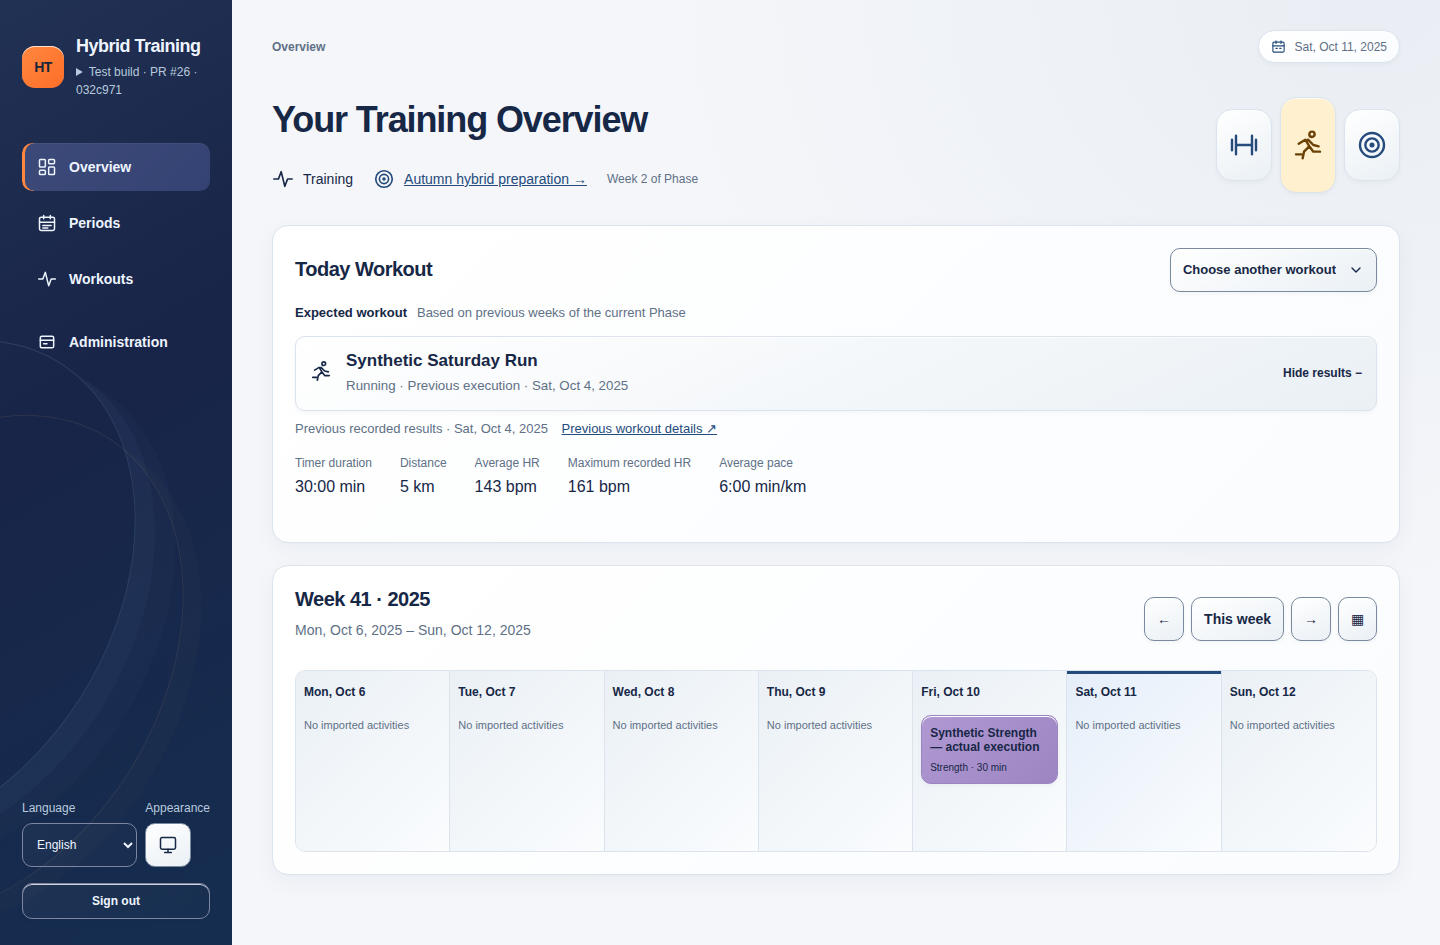 HT
Hybrid Training
▶ Test build · PR #26 ·
032c971
Overview
Periods
Workouts
Administration
Language
Appearance
English
Sign out
Overview
Sat, Oct 11, 2025
Your Training Overview
Training
Autumn hybrid preparation →
Week 2 of Phase
Today Workout
Choose another workout
Expected workout Based on previous weeks of the current Phase
Synthetic Saturday Run
Running · Previous execution · Sat, Oct 4, 2025
Hide results −
Previous recorded results · Sat, Oct 4, 2025 Previous workout details ↗
Timer duration
30:00 min
Distance
5 km
Average HR
143 bpm
Maximum recorded HR
161 bpm
Average pace
6:00 min/km
Week 41 · 2025
Mon, Oct 6, 2025 – Sun, Oct 12, 2025
←
This week
→
▦
Mon, Oct 6
No imported activities
Tue, Oct 7
No imported activities
Wed, Oct 8
No imported activities
Thu, Oct 9
No imported activities
Fri, Oct 10
Synthetic Strength
— actual execution
Strength · 30 min
Sat, Oct 11
No imported activities
Sun, Oct 12
No imported activities